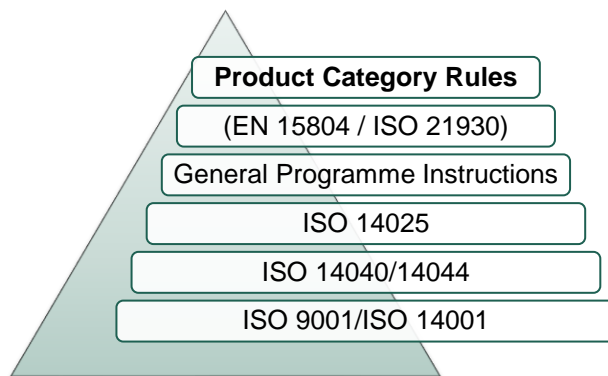 Product Category Rules
(EN 15804 / ISO 21930)
General Programme Instructions
ISO 14025
ISO 14040/14044
ISO 9001/ISO 14001